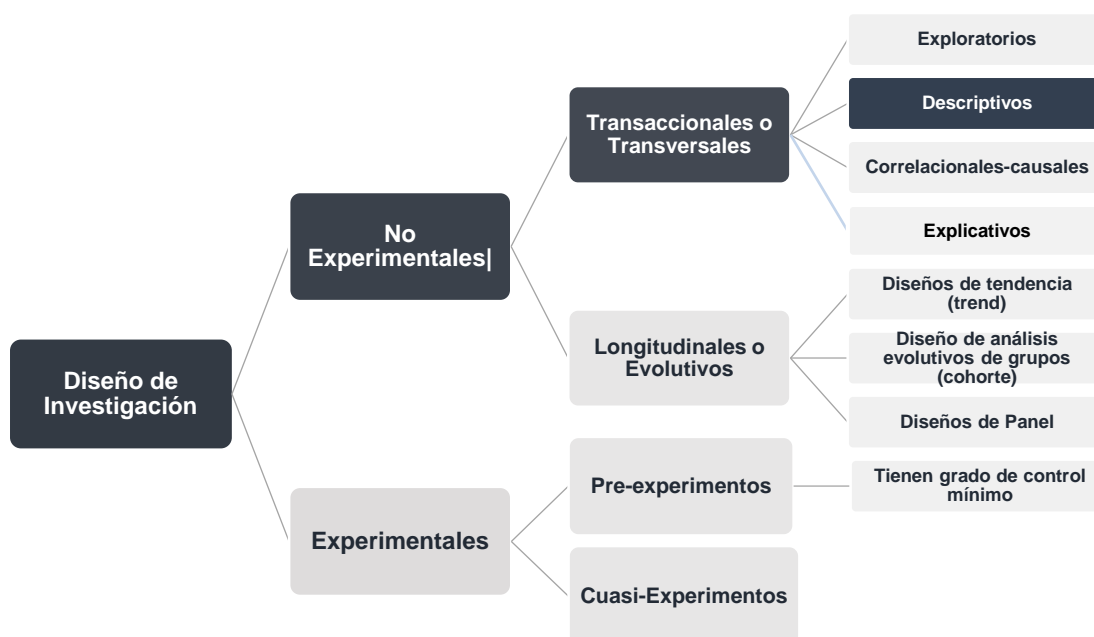 Diseño de
Investigación
No
Experimentales|
Transaccionales o
Transversales
Exploratorios
Descriptivos
Correlacionales-causales
Explicativos
Longitudinales o
Evolutivos
Diseños de tendencia
(trend)
Diseño de análisis
evolutivos de grupos
(cohorte)
Diseños de Panel
Experimentales
Pre-experimentos
Tienen grado de control
mínimo
Cuasi-Experimentos